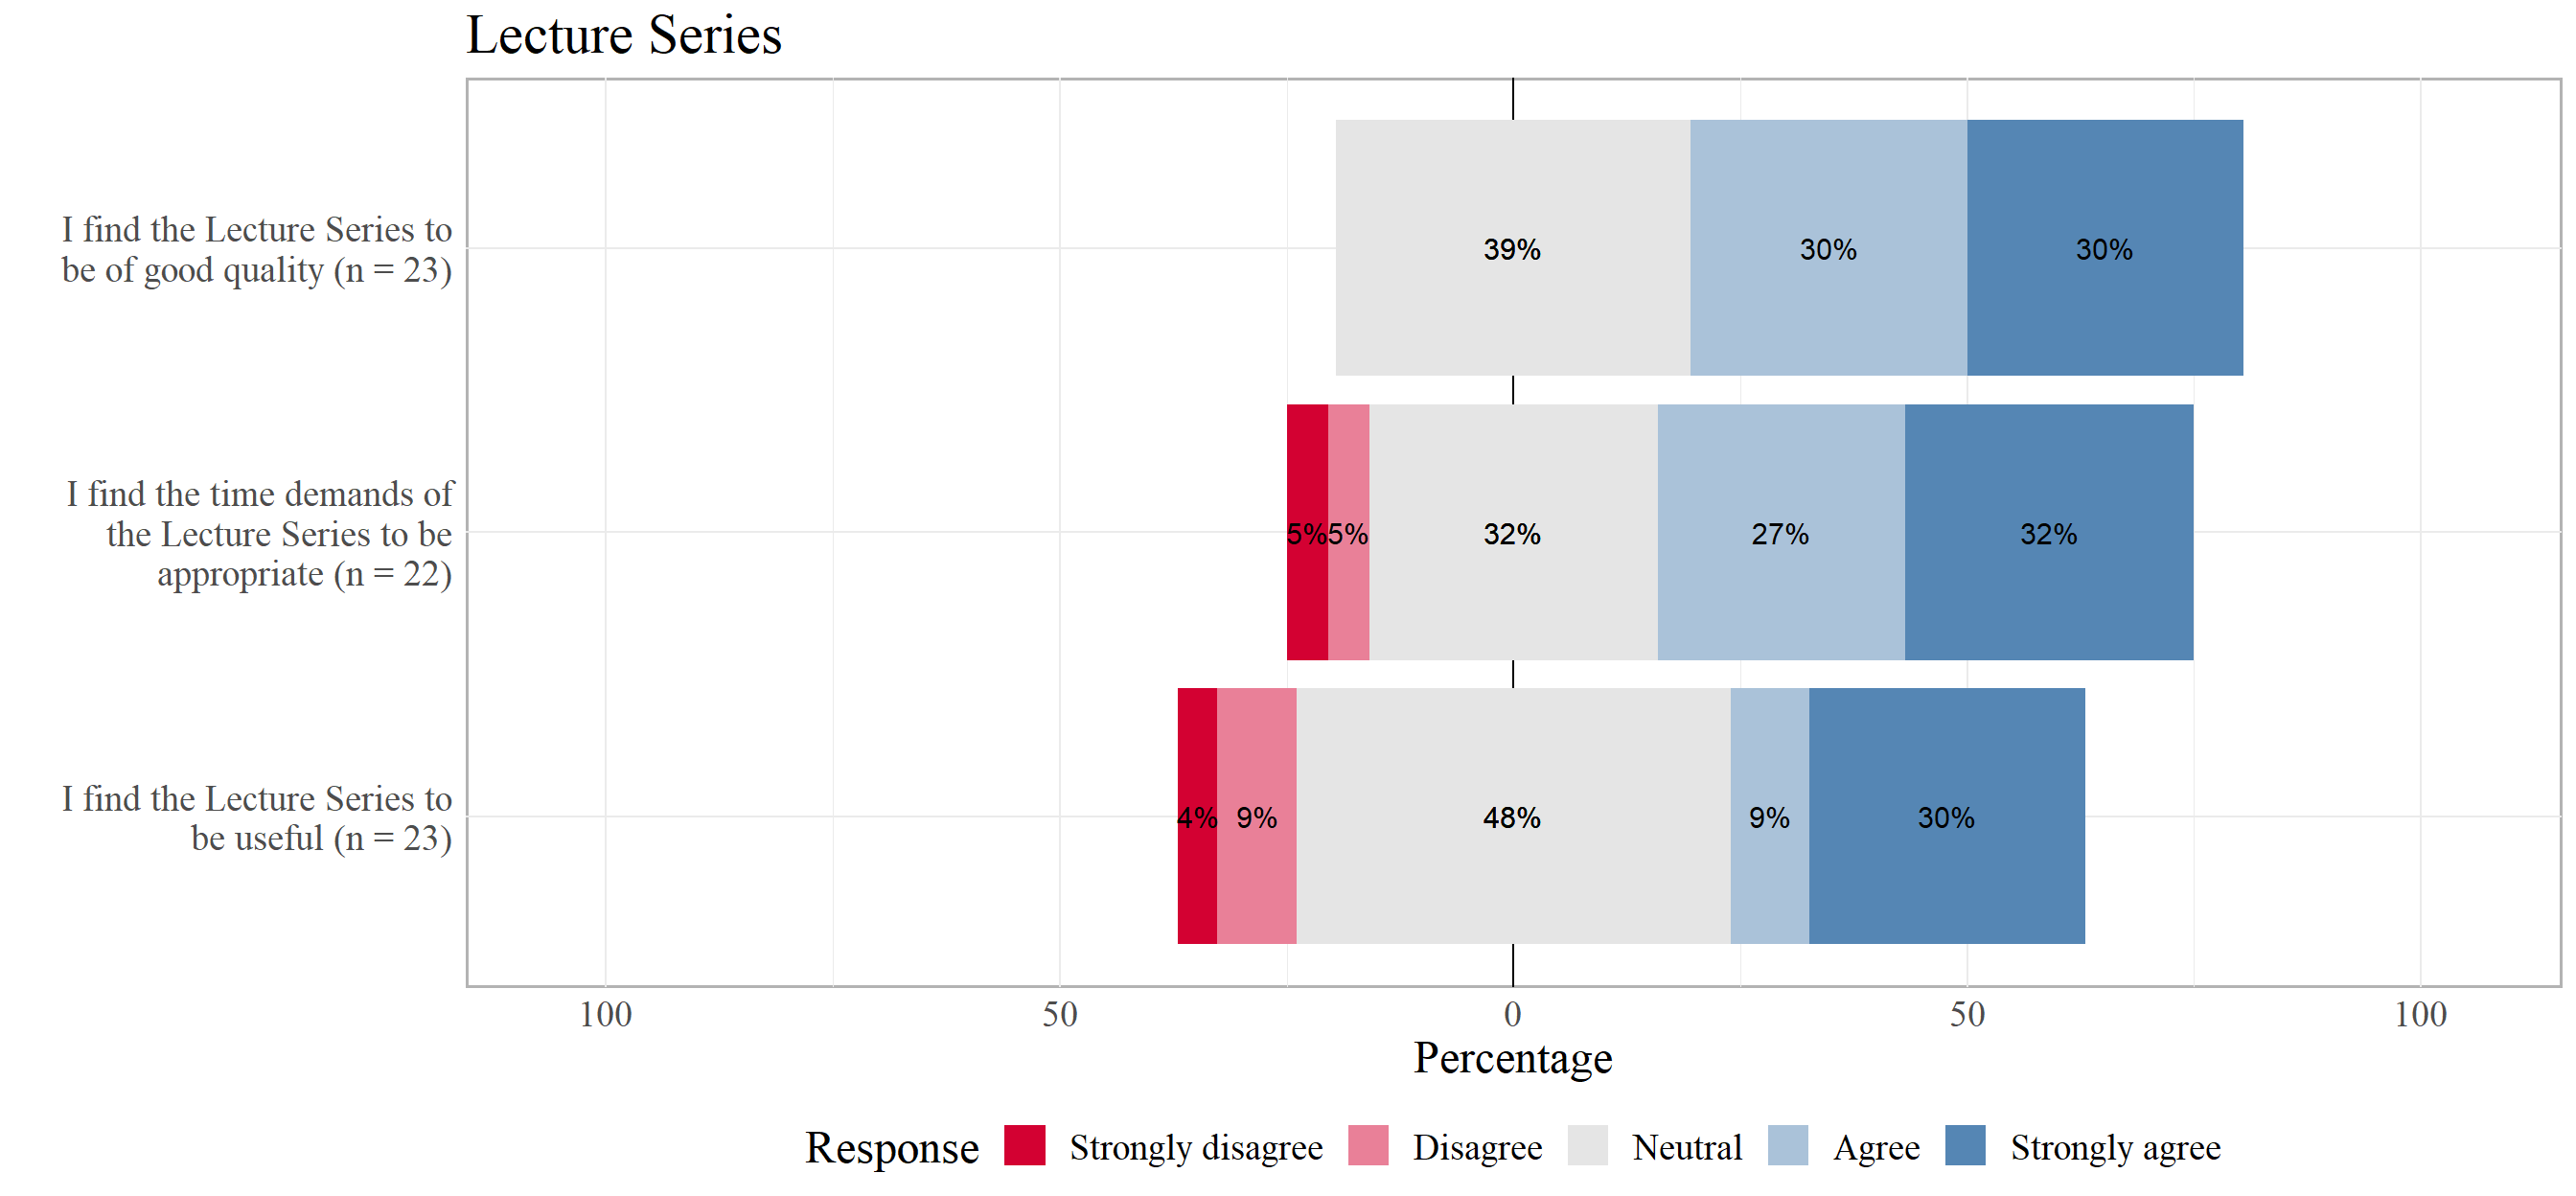 Lecture Series
I find the Lecture Series to
be of good quality (n = 23)
39%
30%
30%
I find the time demands of
the Lecture Series to be
appropriate (n = 22)
5%
5%
32%
27%
32%
I find the Lecture Series to
be useful (n = 23)
4%
9%
48%
9%
30%
100
50
0
50
100
Percentage
Response
Strongly disagree
Disagree
Neutral
Agree
Strongly agree